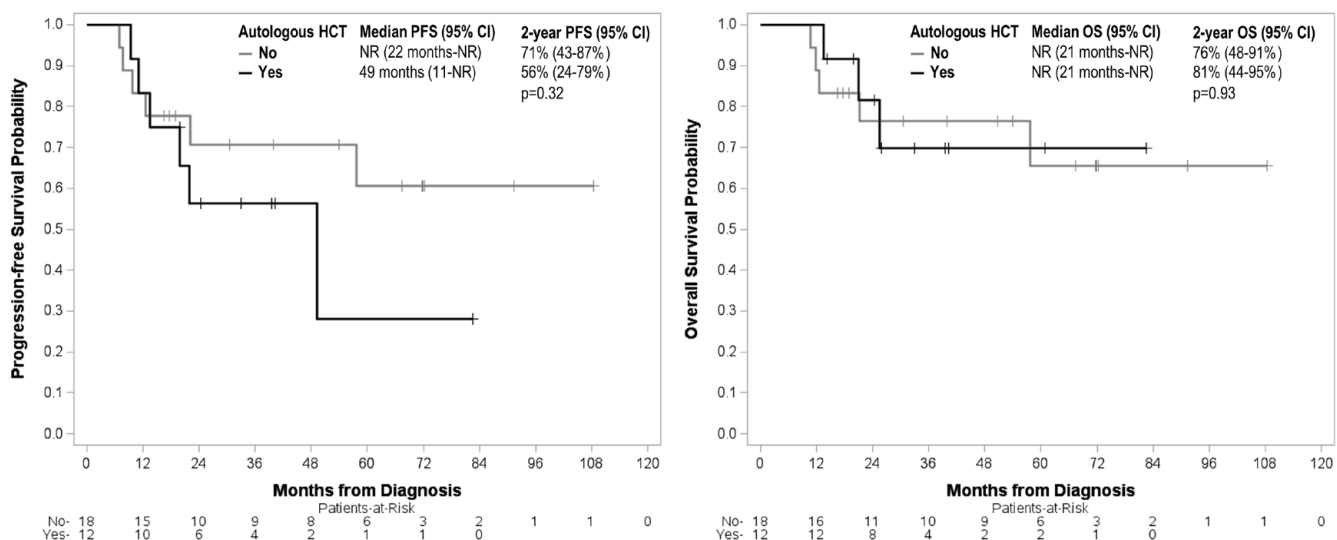 Autologous HCT Median PFS (95% CI) 2-year PFS (95% CI)
No NR (22 months-NR) 71% (43-87%)
Yes 49 months (11-NR) 56% (24-79%)
p=0.32
Progression-free Survival Probability
1.0
0.9
0.8
0.7
0.6
0.5
0.4
0.3
0.2
0.1
0.0
0 12 24 36 48 60 72 84 96 108 120
Months from Diagnosis
Patients-at-Risk
No- 18 15 10 9 8 6 3 2 1 1 0
Yes- 12 10 6 4 2 1 1 0
Autologous HCT Median OS (95% CI) 2-year OS (95% CI)
No NR (21 months-NR) 76% (48-91%)
Yes NR (21 months-NR) 81% (44-95%)
p=0.93
Overall Survival Probability
1.0
0.9
0.8
0.7
0.6
0.5
0.4
0.3
0.2
0.1
0.0
0 12 24 36 48 60 72 84 96 108 120
Months from Diagnosis
Patients-at-Risk
No- 18 16 11 10 9 6 3 2 1 1 0
Yes- 12 12 8 4 2 2 1 0